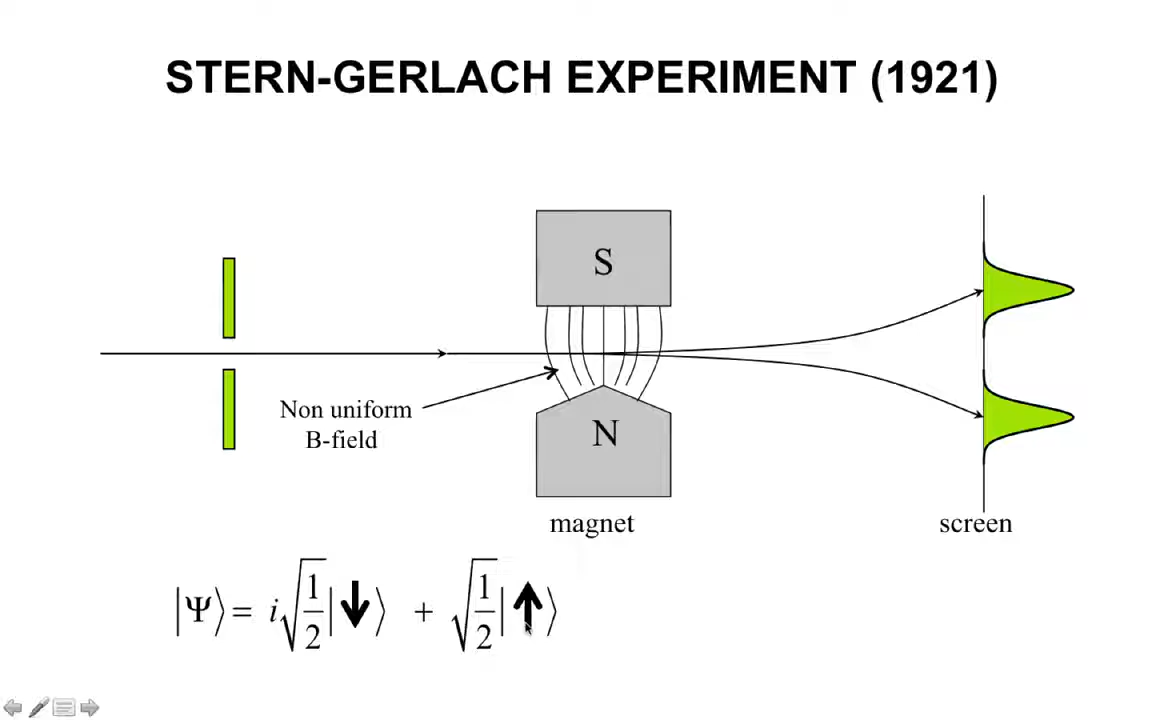 STERN-GERLACH EXPERIMENT (1921)
S
Non uniform
B-field
N
magnet
screen
|Ψ⟩ = i√(1/2)|↓⟩ + √(1/2)|↑⟩